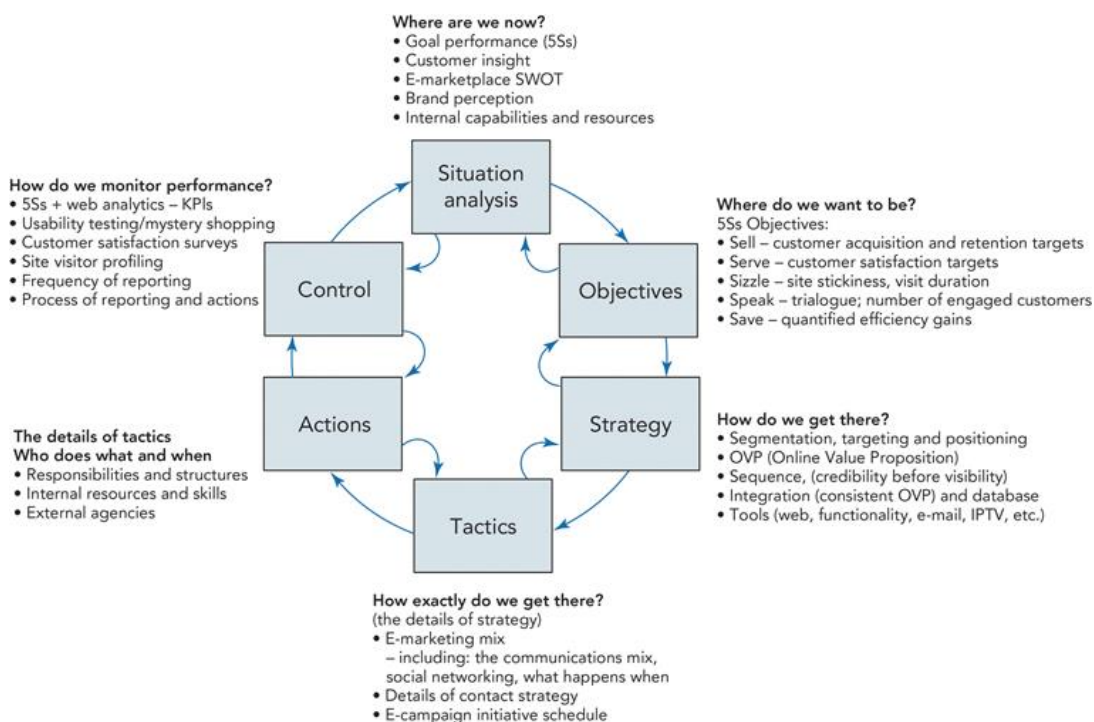 Where are we now?
• Goal performance (5Ss)
• Customer insight
• E-marketplace SWOT
• Brand perception
• Internal capabilities and resources
Situation
analysis
How do we monitor performance?
• 5Ss + web analytics – KPIs
• Usability testing/mystery shopping
• Customer satisfaction surveys
• Site visitor profiling
• Frequency of reporting
• Process of reporting and actions
Control
Objectives
Where do we want to be?
5Ss Objectives:
• Sell – customer acquisition and retention targets
• Serve – customer satisfaction targets
• Sizzle – site stickiness, visit duration
• Speak – trialogue; number of engaged customers
• Save – quantified efficiency gains
Actions
Strategy
The details of tactics
Who does what and when
• Responsibilities and structures
• Internal resources and skills
• External agencies
How do we get there?
• Segmentation, targeting and positioning
• OVP (Online Value Proposition)
• Sequence, (credibility before visibility)
• Integration (consistent OVP) and database
• Tools (web, functionality, e-mail, IPTV, etc.)
Tactics
How exactly do we get there?
(the details of strategy)
• E-marketing mix
– including: the communications mix,
social networking, what happens when
• Details of contact strategy
• E-campaign initiative schedule